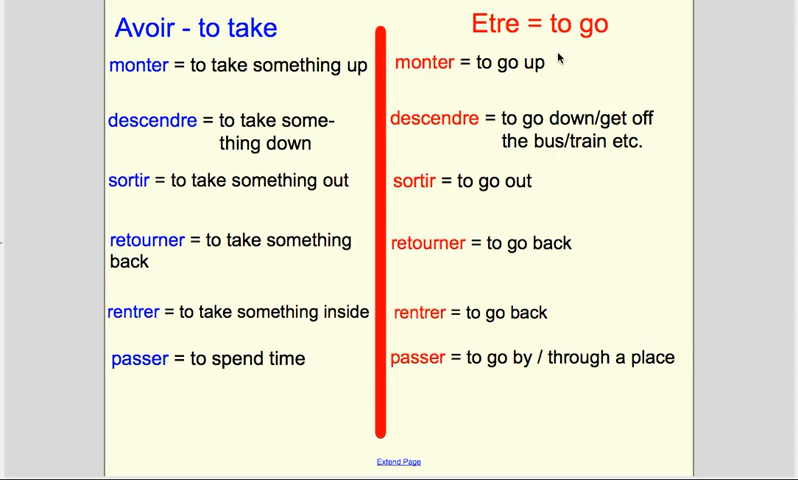 Avoir - to take
monter = to take something up
descendre = to take some-
thing down
sortir = to take something out
retourner = to take something
back
rentrer = to take something inside
passer = to spend time
Etre = to go
monter = to go up
descendre = to go down/get off
the bus/train etc.
sortir = to go out
retourner = to go back
rentrer = to go back
passer = to go by / through a place
Extend Page